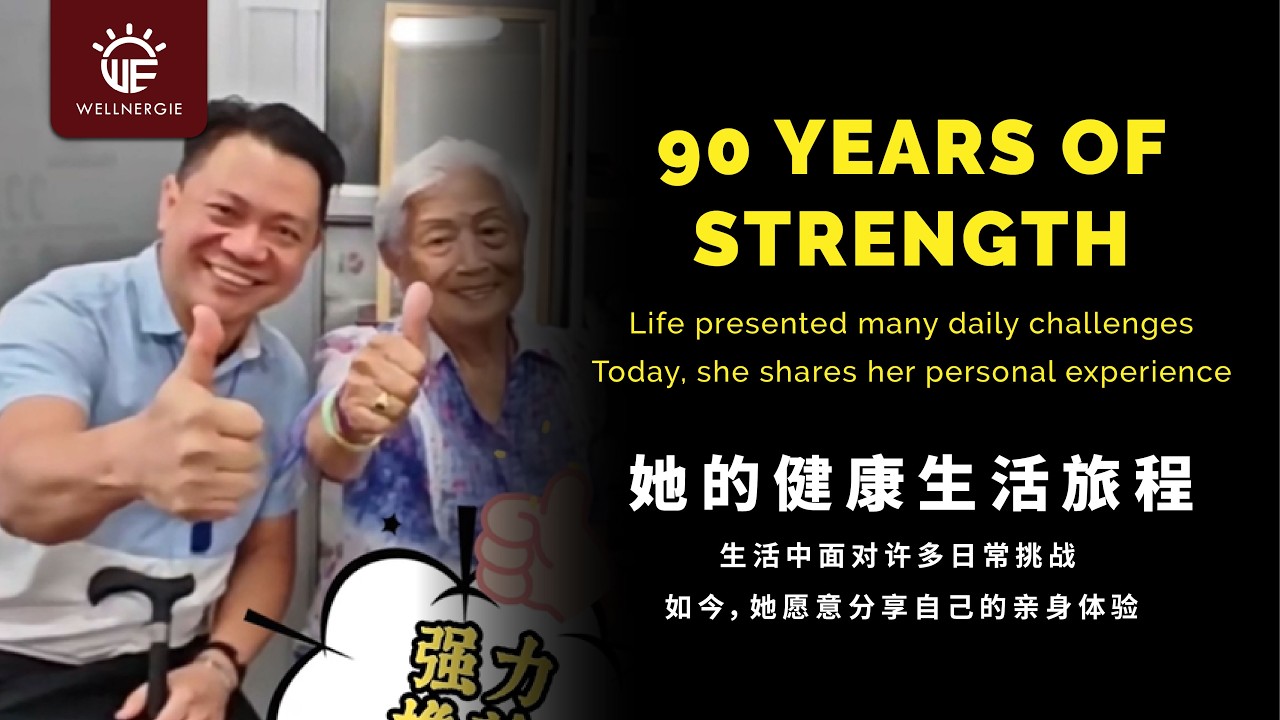 WELLNERGIE
90 YEARS OF
STRENGTH
Life presented many daily challenges
Today, she shares her personal experience
她的健康生活旅程
生活中面对许多日常挑战
如今,她愿意分享自己的亲身体验
强力